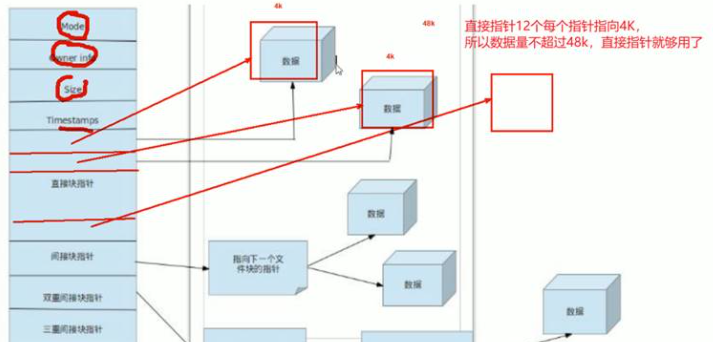 Mode
Owner info
Size
Timestamps
直接块指针
间接块指针
双重间接块指针
三重间接块指针
4k
数据
48k
4k
数据
直接指针12个每个指针指向4K,
所以数据量不超过48k，直接指针就够用了
指向下一个文
件块的指针
数据
数据
数据